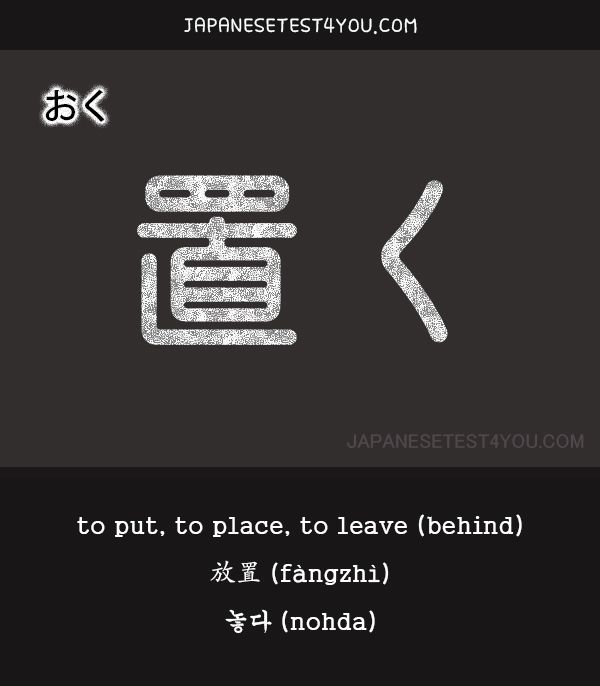 JAPANESETEST4YOU.COM
おく
置く
JAPANESETEST4YOU.COM
to put, to place, to leave (behind)
放置 (fàngzhì)
놓다 (nohda)